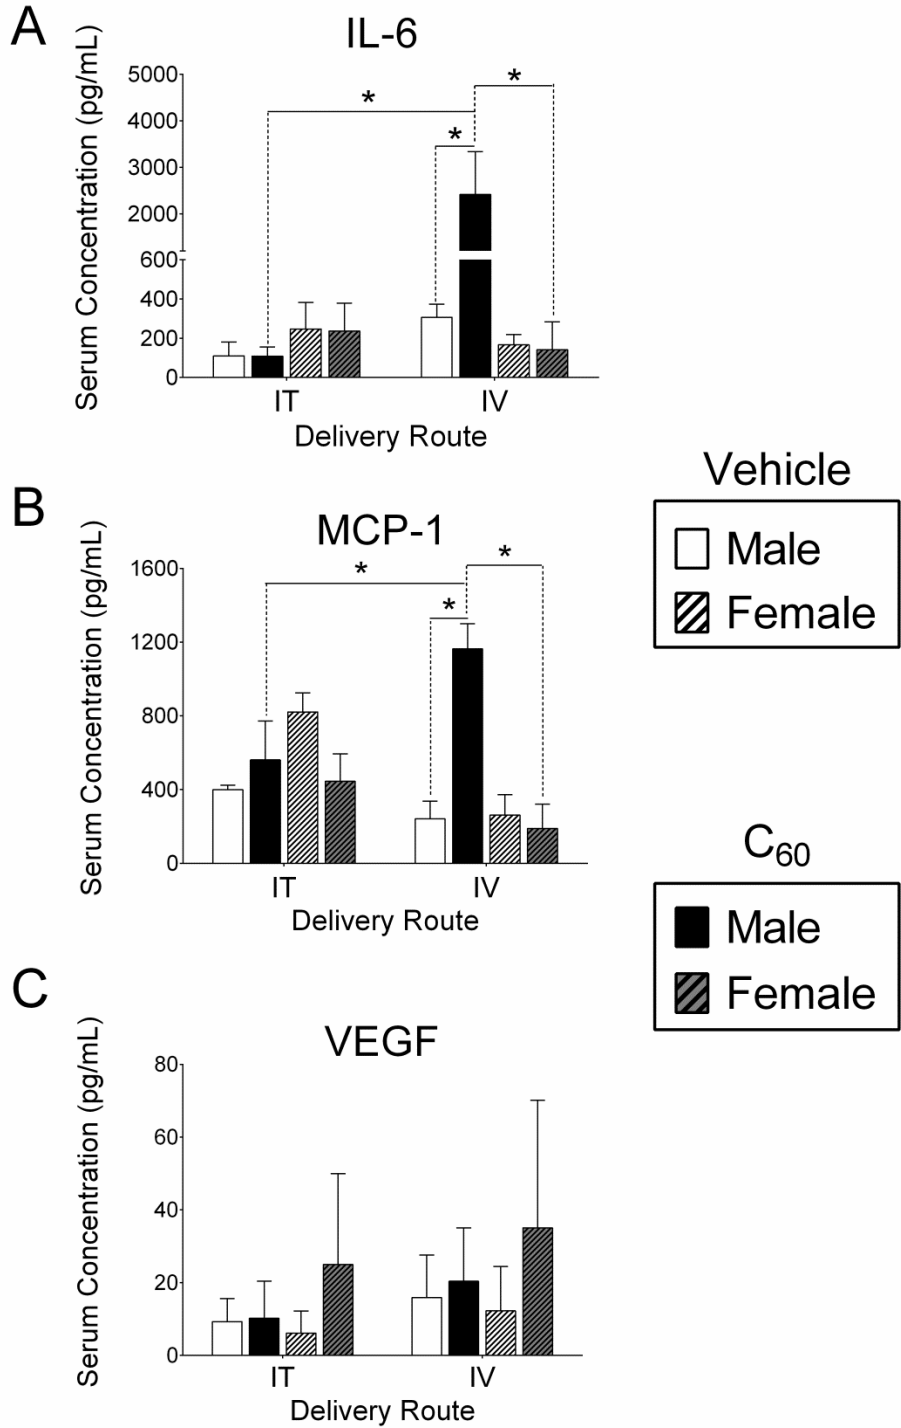 A
IL-6
Serum Concentration (pg/mL)
5000
4000
3000
2000
600
400
200
0
*
*
*
IT
IV
Delivery Route
B
MCP-1
Serum Concentration (pg/mL)
1600
1200
800
400
0
*
*
*
IT
IV
Delivery Route
C
VEGF
Serum Concentration (pg/mL)
80
60
40
20
0
IT
IV
Delivery Route
Vehicle
Male
Female
C60
Male
Female